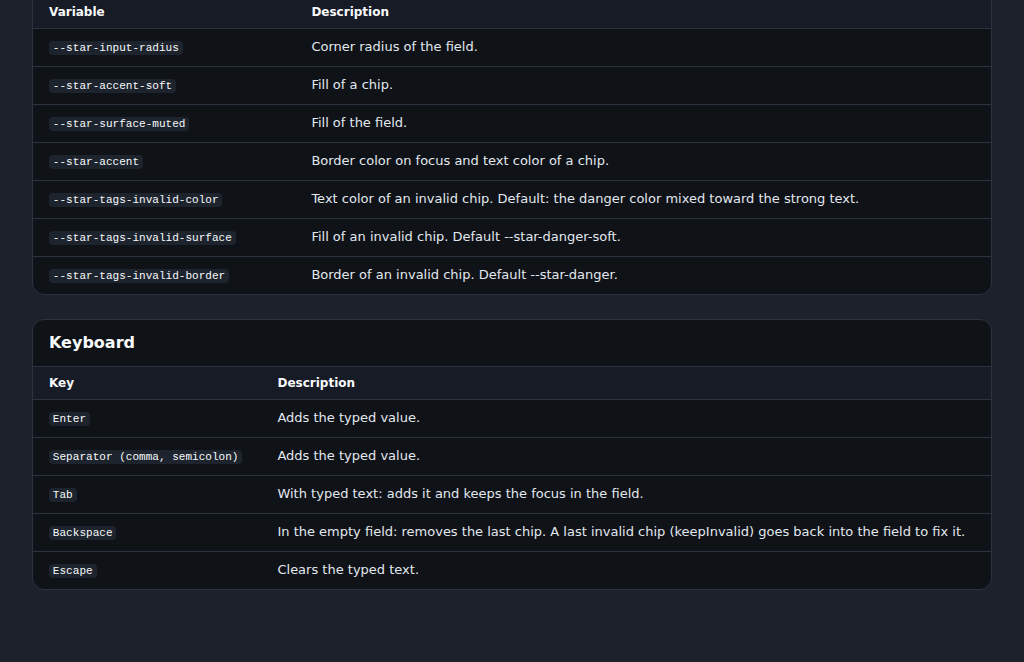 Variable Description
--star-input-radius Corner radius of the field.
--star-accent-soft Fill of a chip.
--star-surface-muted Fill of the field.
--star-accent Border color on focus and text color of a chip.
--star-tags-invalid-color Text color of an invalid chip. Default: the danger color mixed toward the strong text.
--star-tags-invalid-surface Fill of an invalid chip. Default --star-danger-soft.
--star-tags-invalid-border Border of an invalid chip. Default --star-danger.
Keyboard
Key Description
Enter Adds the typed value.
Separator (comma, semicolon) Adds the typed value.
Tab With typed text: adds it and keeps the focus in the field.
Backspace In the empty field: removes the last chip. A last invalid chip (keepInvalid) goes back into the field to fix it.
Escape Clears the typed text.